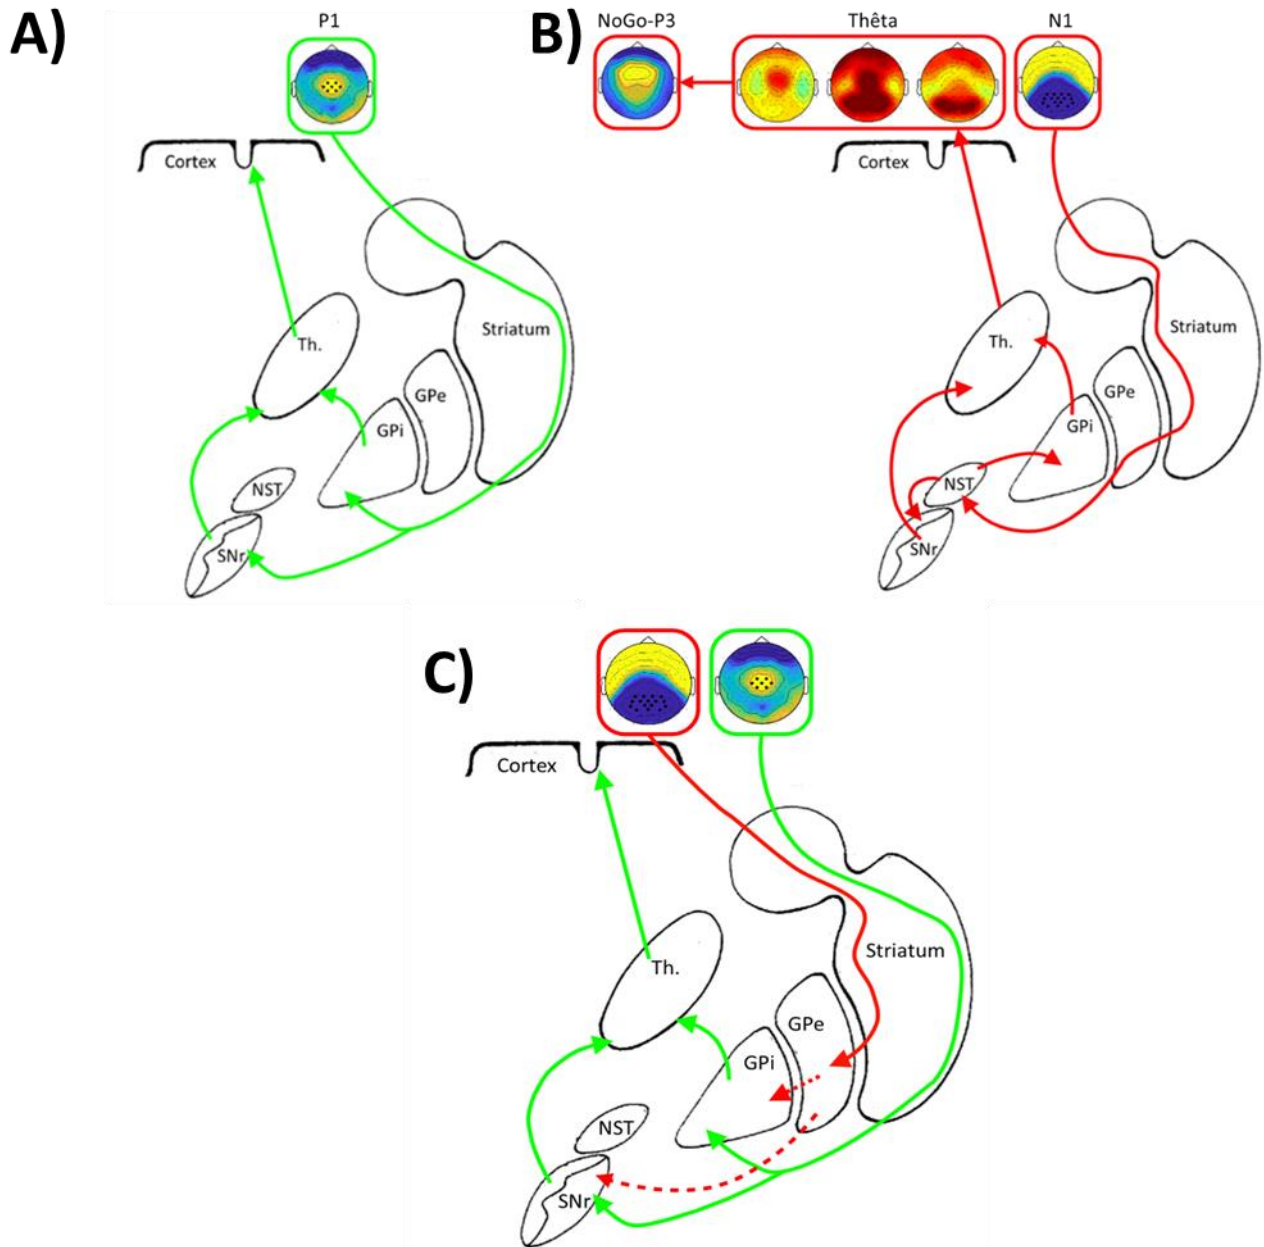 A)
P1
Cortex
Striatum
Th.
GPe
GPi
NST
SNr
B)
NoGo-P3
Thêta
N1
Cortex
Striatum
Th.
GPe
GPi
NST
SNr
C)
Cortex
Striatum
Th.
GPe
GPi
NST
SNr